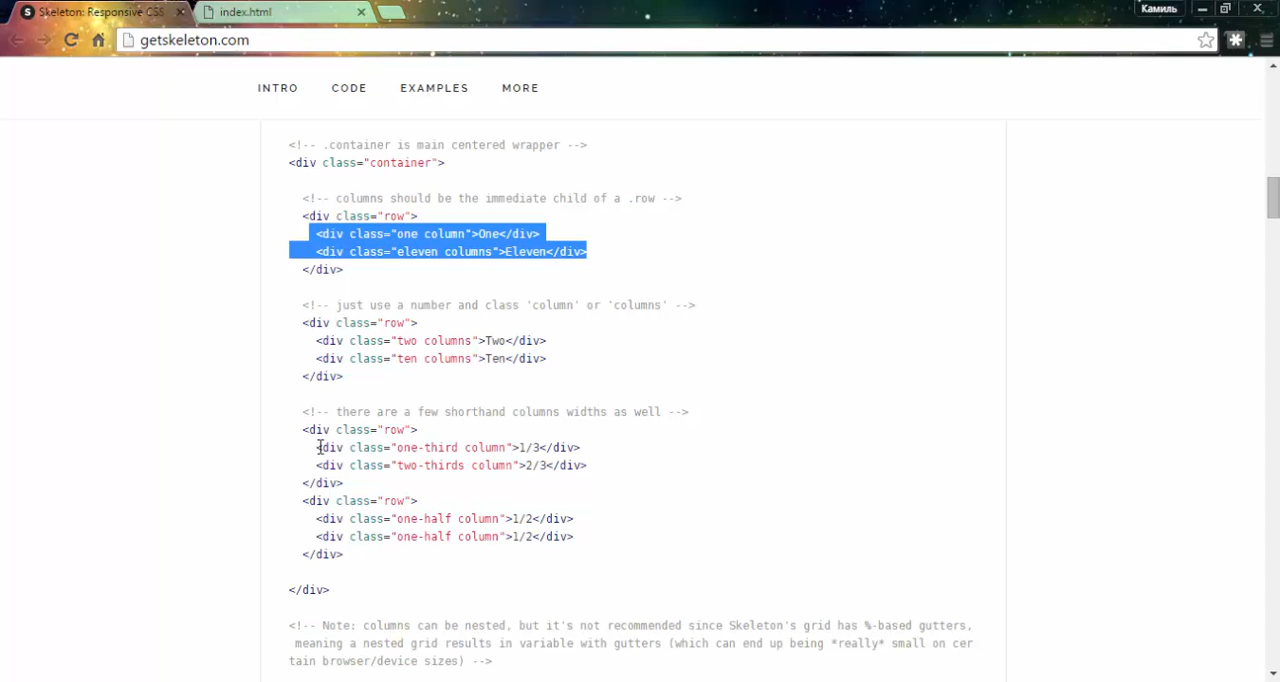 Skeleton: Responsive CSS
index.html
Камиль
getskeleton.com
INTRO CODE EXAMPLES MORE
<!-- .container is main centered wrapper -->
<div class="container">
<!-- columns should be the immediate child of a .row -->
<div class="row">
<div class="one column">One</div>
<div class="eleven columns">Eleven</div>
</div>
<!-- just use a number and class 'column' or 'columns' -->
<div class="row">
<div class="two columns">Two</div>
<div class="ten columns">Ten</div>
</div>
<!-- there are a few shorthand columns widths as well -->
<div class="row">
<div class="one-third column">1/3</div>
<div class="two-thirds column">2/3</div>
</div>
<div class="row">
<div class="one-half column">1/2</div>
<div class="one-half column">1/2</div>
</div>
</div>
<!-- Note: columns can be nested, but it's not recommended since Skeleton's grid has %-based gutters,
meaning a nested grid results in variable with gutters (which can end up being *really* small on cer
tain browser/device sizes) -->